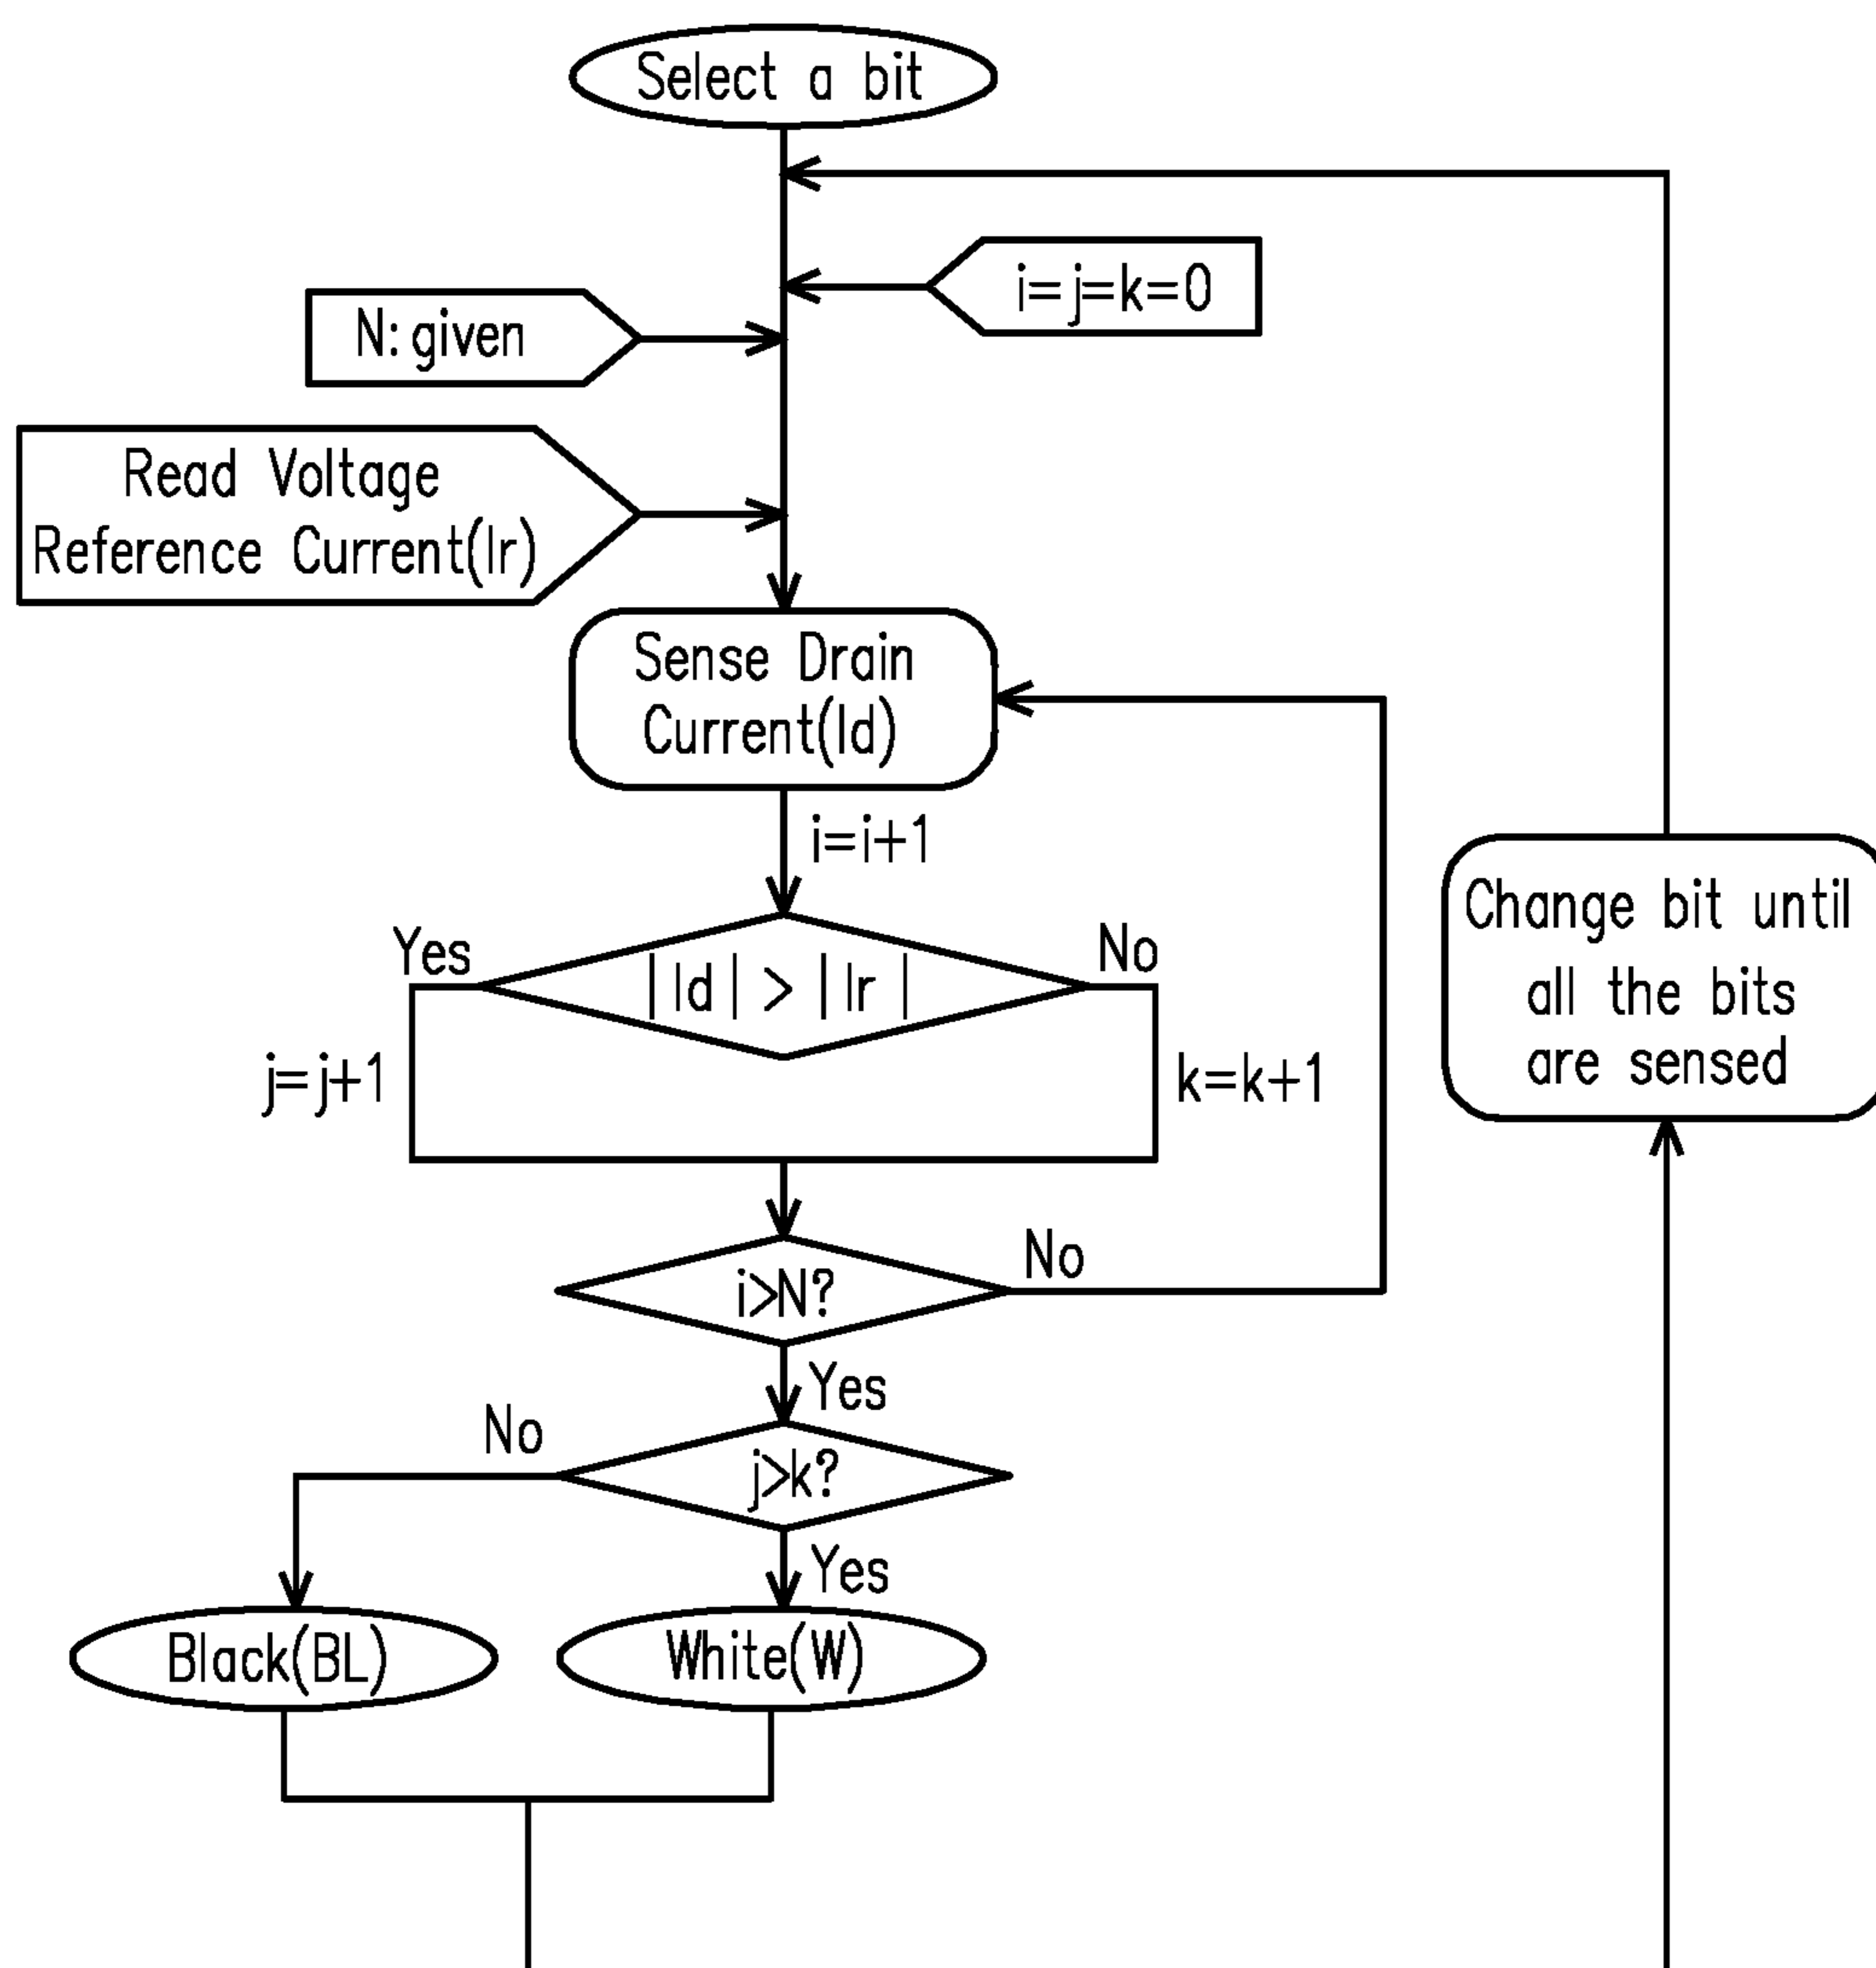 Select a bit
i=j=k=0
N:given
Read Voltage
Reference Current(Ir)
Sense Drain
Current(Id)
i=i+1
Yes
|Id|>|Ir|
No
j=j+1
k=k+1
Change bit until
all the bits
are sensed
i>N?
No
Yes
No
j>k?
Yes
Black(BL)
White(W)